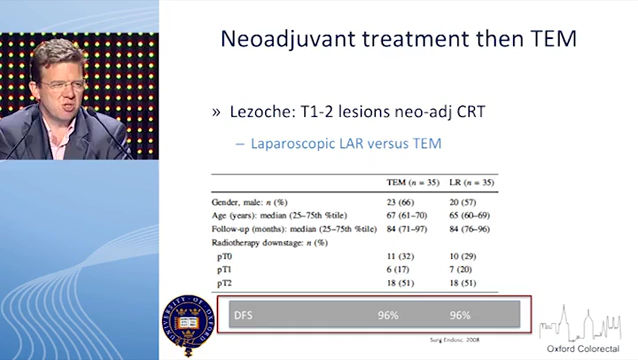 Neoadjuvant treatment then TEM
» Lezoche: T1-2 lesions neo-adj CRT
– Laparoscopic LAR versus TEM
TEM (n = 35) LR (n = 35)
Gender, male: n (%) 23 (66) 20 (57)
Age (years): median (25–75th %tile) 67 (61–70) 65 (60–69)
Follow-up (months): median (25–75th %tile) 84 (71–97) 84 (76–96)
Radiotherapy downstage: n (%)
pT0 11 (32) 10 (29)
pT1 6 (17) 7 (20)
pT2 18 (51) 18 (51)
DFS 96% 96%
Surg Endosc, 2008
UNIVERSITY OF OXFORD
Oxford Colorectal